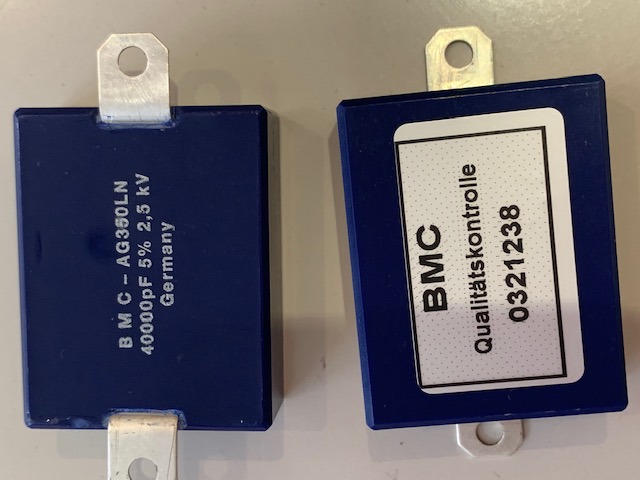 B M C – AG350LN
40000pF 5% 2,5 kV
Germany
BMC
Qualitätskontrolle
0321238